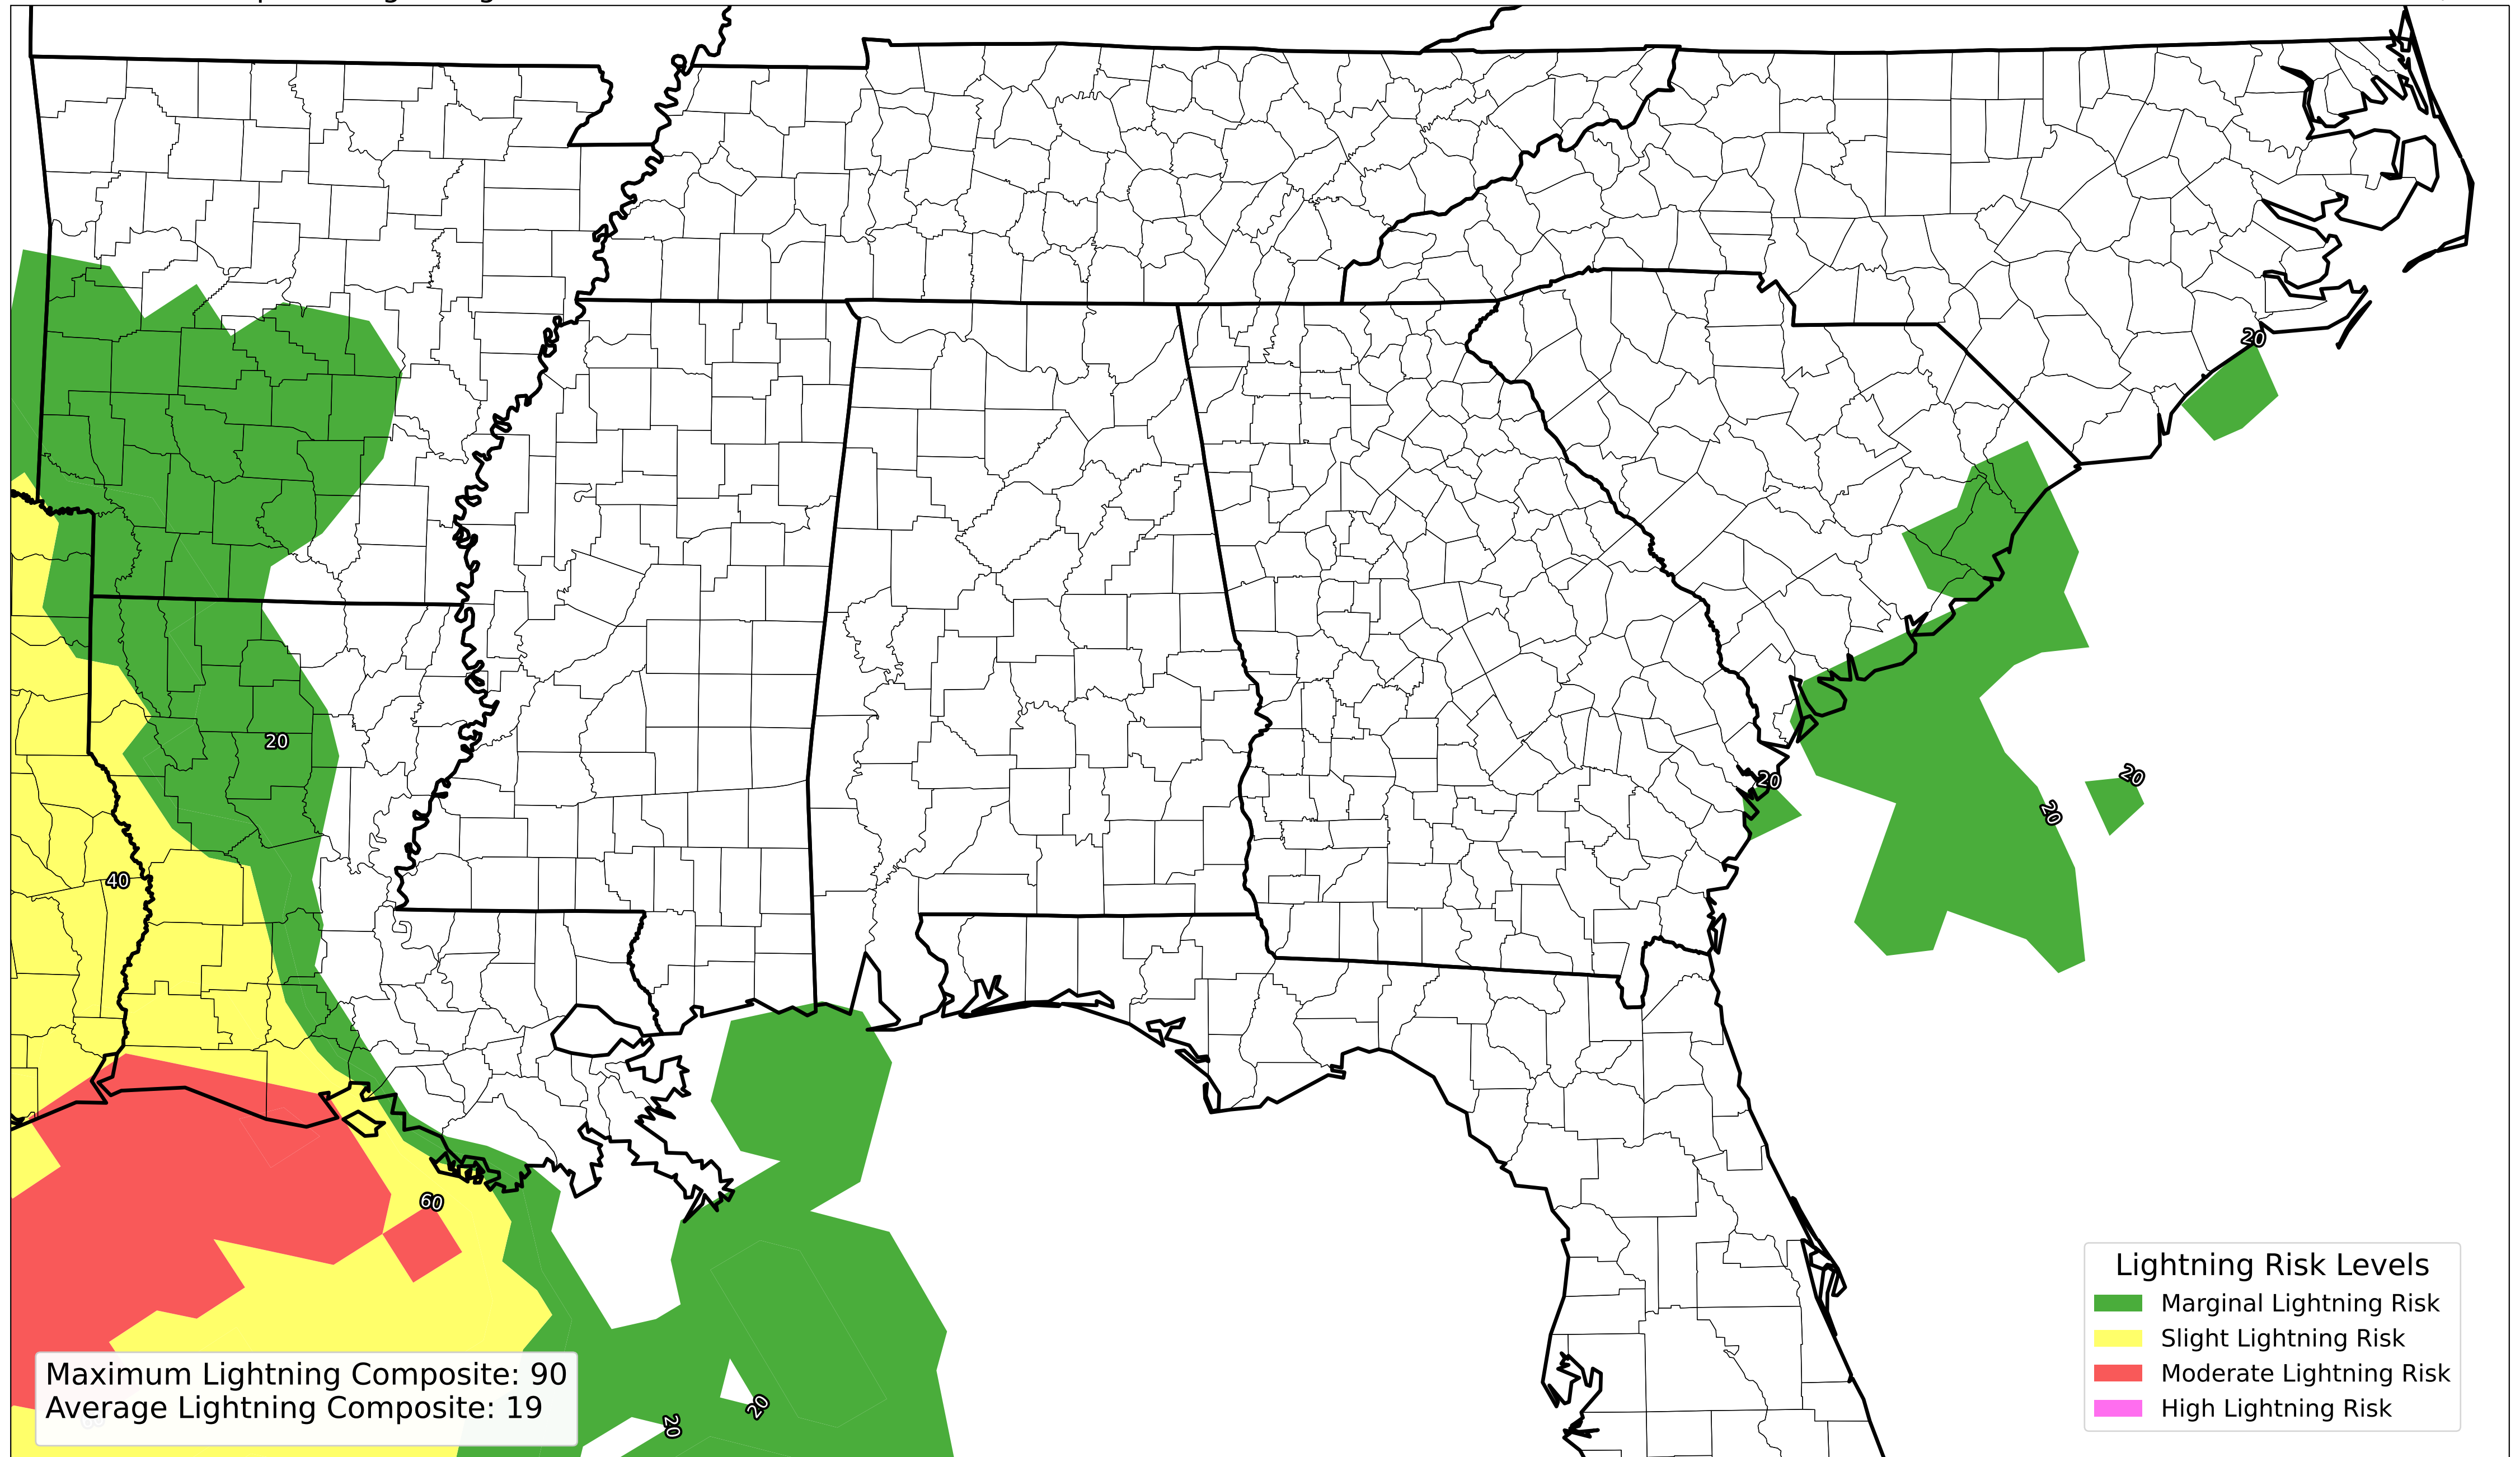 20
20
20
20
20
40
60
20
20
Lightning Risk Levels
Marginal Lightning Risk
Slight Lightning Risk
Moderate Lightning Risk
High Lightning Risk
Maximum Lightning Composite: 90
Average Lightning Composite: 19